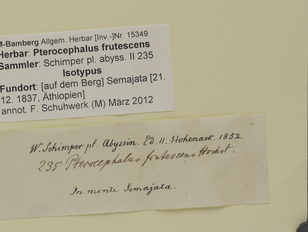 M-Bamberg Allgem. Herbar [Inv.-]Nr. 15349
Herbar: Pterocephalus frutescens
Sammler: Schimper pl. abyss. II 235
Isotypus
Fundort: [auf dem Berg] Semajata [21.
12. 1837, Äthiopien]
annot. F. Schuhwerk (M) März 2012
W. Schimper pl. Abyssin. Ed. II. Hohenack. 1852.
235 Pterocephalus frutescens Hochst.
In monte Semajata.